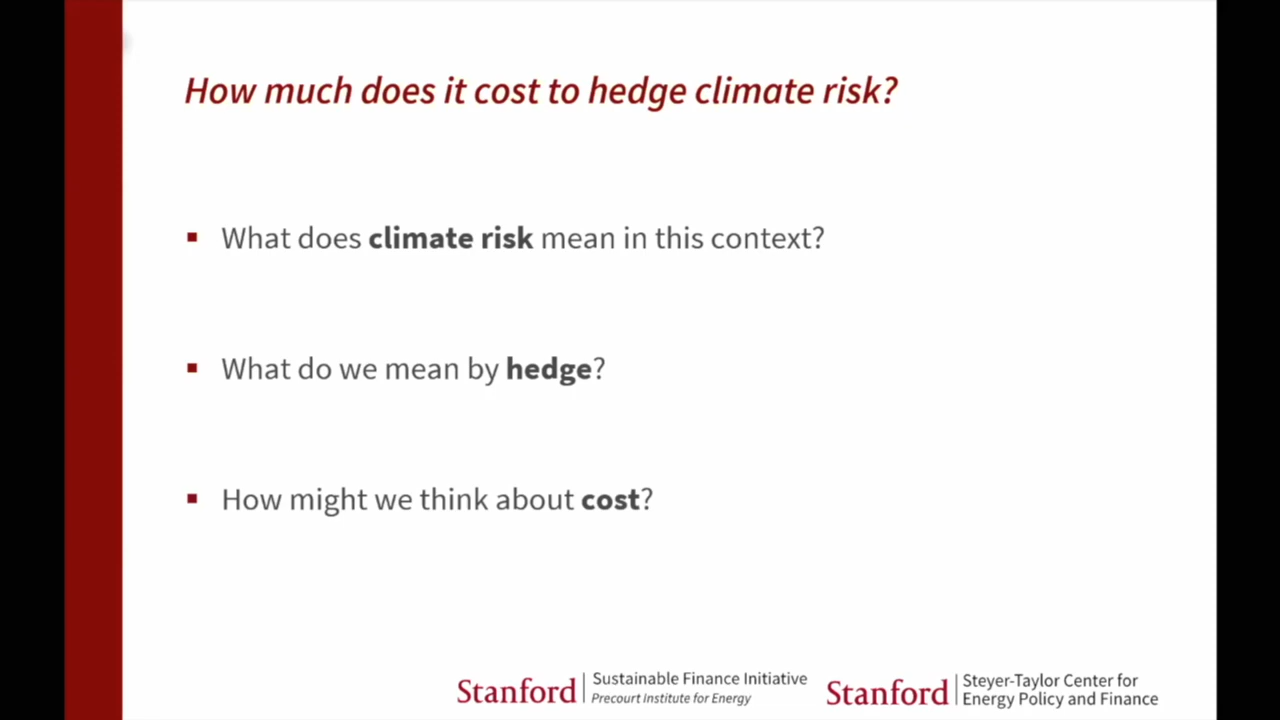 How much does it cost to hedge climate risk?
What does climate risk mean in this context?
What do we mean by hedge?
How might we think about cost?
Stanford
Sustainable Finance Initiative
Precourt Institute for Energy
Stanford
Steyer-Taylor Center for
Energy Policy and Finance